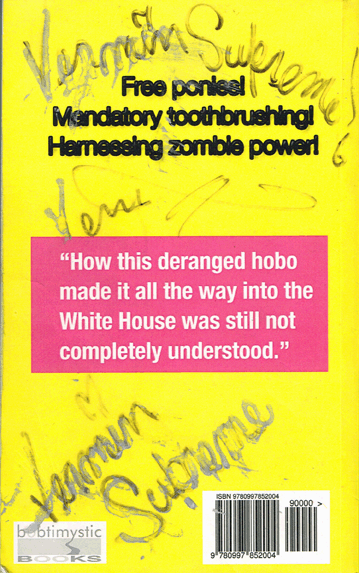 Vermin Supreme!
Free ponies!
Mandatory toothbrushing!
Harnessing zombie power!
“How this deranged hobo
made it all the way into the
White House was still not
completely understood.”
Vermin
Supreme
bobtimystic
BOOKS
ISBN 9780997852004
90000 >
9 780997 852004